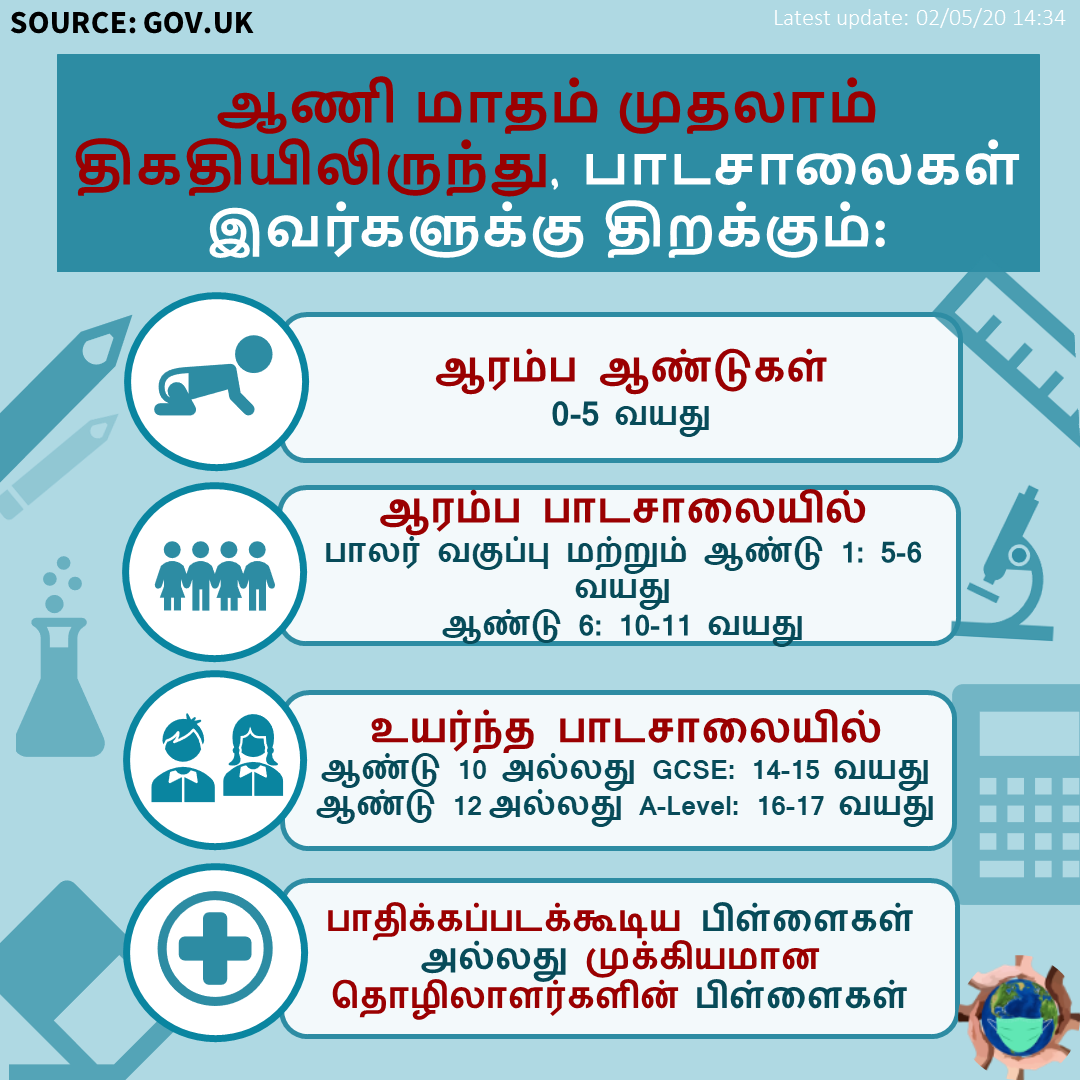 SOURCE: GOV.UK
Latest update: 02/05/20 14:34
ஆணி மாதம் முதலாம்
திகதியிலிருந்து, பாடசாலைகள்
இவர்களுக்கு திறக்கும்:
ஆரம்ப ஆண்டுகள்
0-5 வயது
ஆரம்ப பாடசாலையில்
பாலர் வகுப்பு மற்றும் ஆண்டு 1: 5-6
வயது
ஆண்டு 6: 10-11 வயது
உயர்ந்த பாடசாலையில்
ஆண்டு 10 அல்லது GCSE: 14-15 வயது
ஆண்டு 12 அல்லது A-Level: 16-17 வயது
பாதிக்கப்படக்கூடிய பிள்ளைகள்
அல்லது முக்கியமான
தொழிலாளர்களின் பிள்ளைகள்